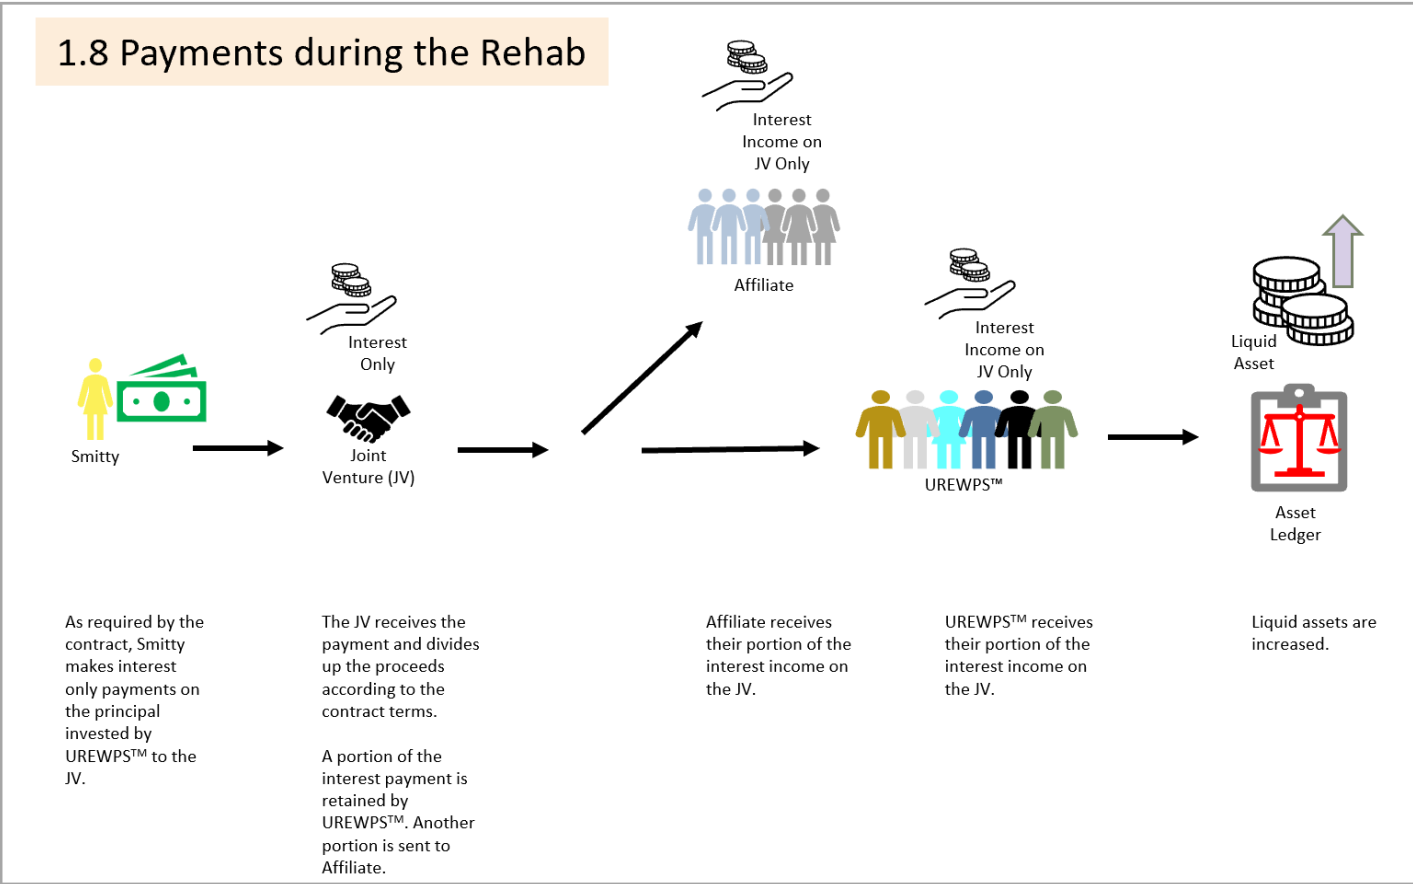 1.8 Payments during the Rehab
Interest
Income on
JV Only
Affiliate
Interest
Only
Smitty
Joint
Venture (JV)
Interest
Income on
JV Only
UREWPS™
Liquid
Asset
Asset
Ledger
As required by the
contract, Smitty
makes interest
only payments on
the principal
invested by
UREWPS™ to the
JV.
The JV receives the
payment and divides
up the proceeds
according to the
contract terms.
A portion of the
interest payment is
retained by
UREWPS™. Another
portion is sent to
Affiliate.
Affiliate receives
their portion of the
interest income on
the JV.
UREWPS™ receives
their portion of the
interest income on
the JV.
Liquid assets are
increased.